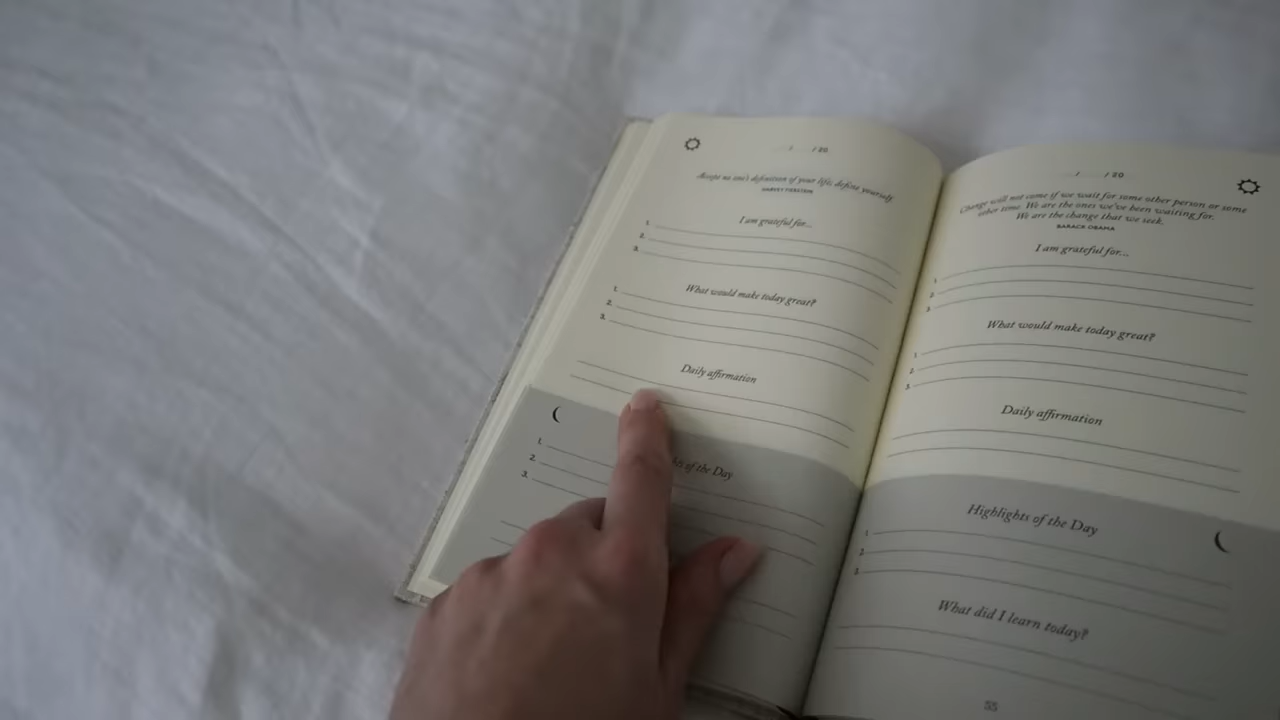 / / 20
Accept no one's definition of your life; define yourself.
HARVEY FIERSTEIN
I am grateful for...
1.
2.
3.
What would make today great?
1.
2.
3.
Daily affirmation
of the Day
1.
2.
3.
/ / 20
Change will not come if we wait for some other person or some
other time. We are the ones we've been waiting for.
We are the change that we seek.
BARACK OBAMA
I am grateful for...
1.
2.
3.
What would make today great?
1.
2.
3.
Daily affirmation
Highlights of the Day
1.
2.
3.
What did I learn today?
55